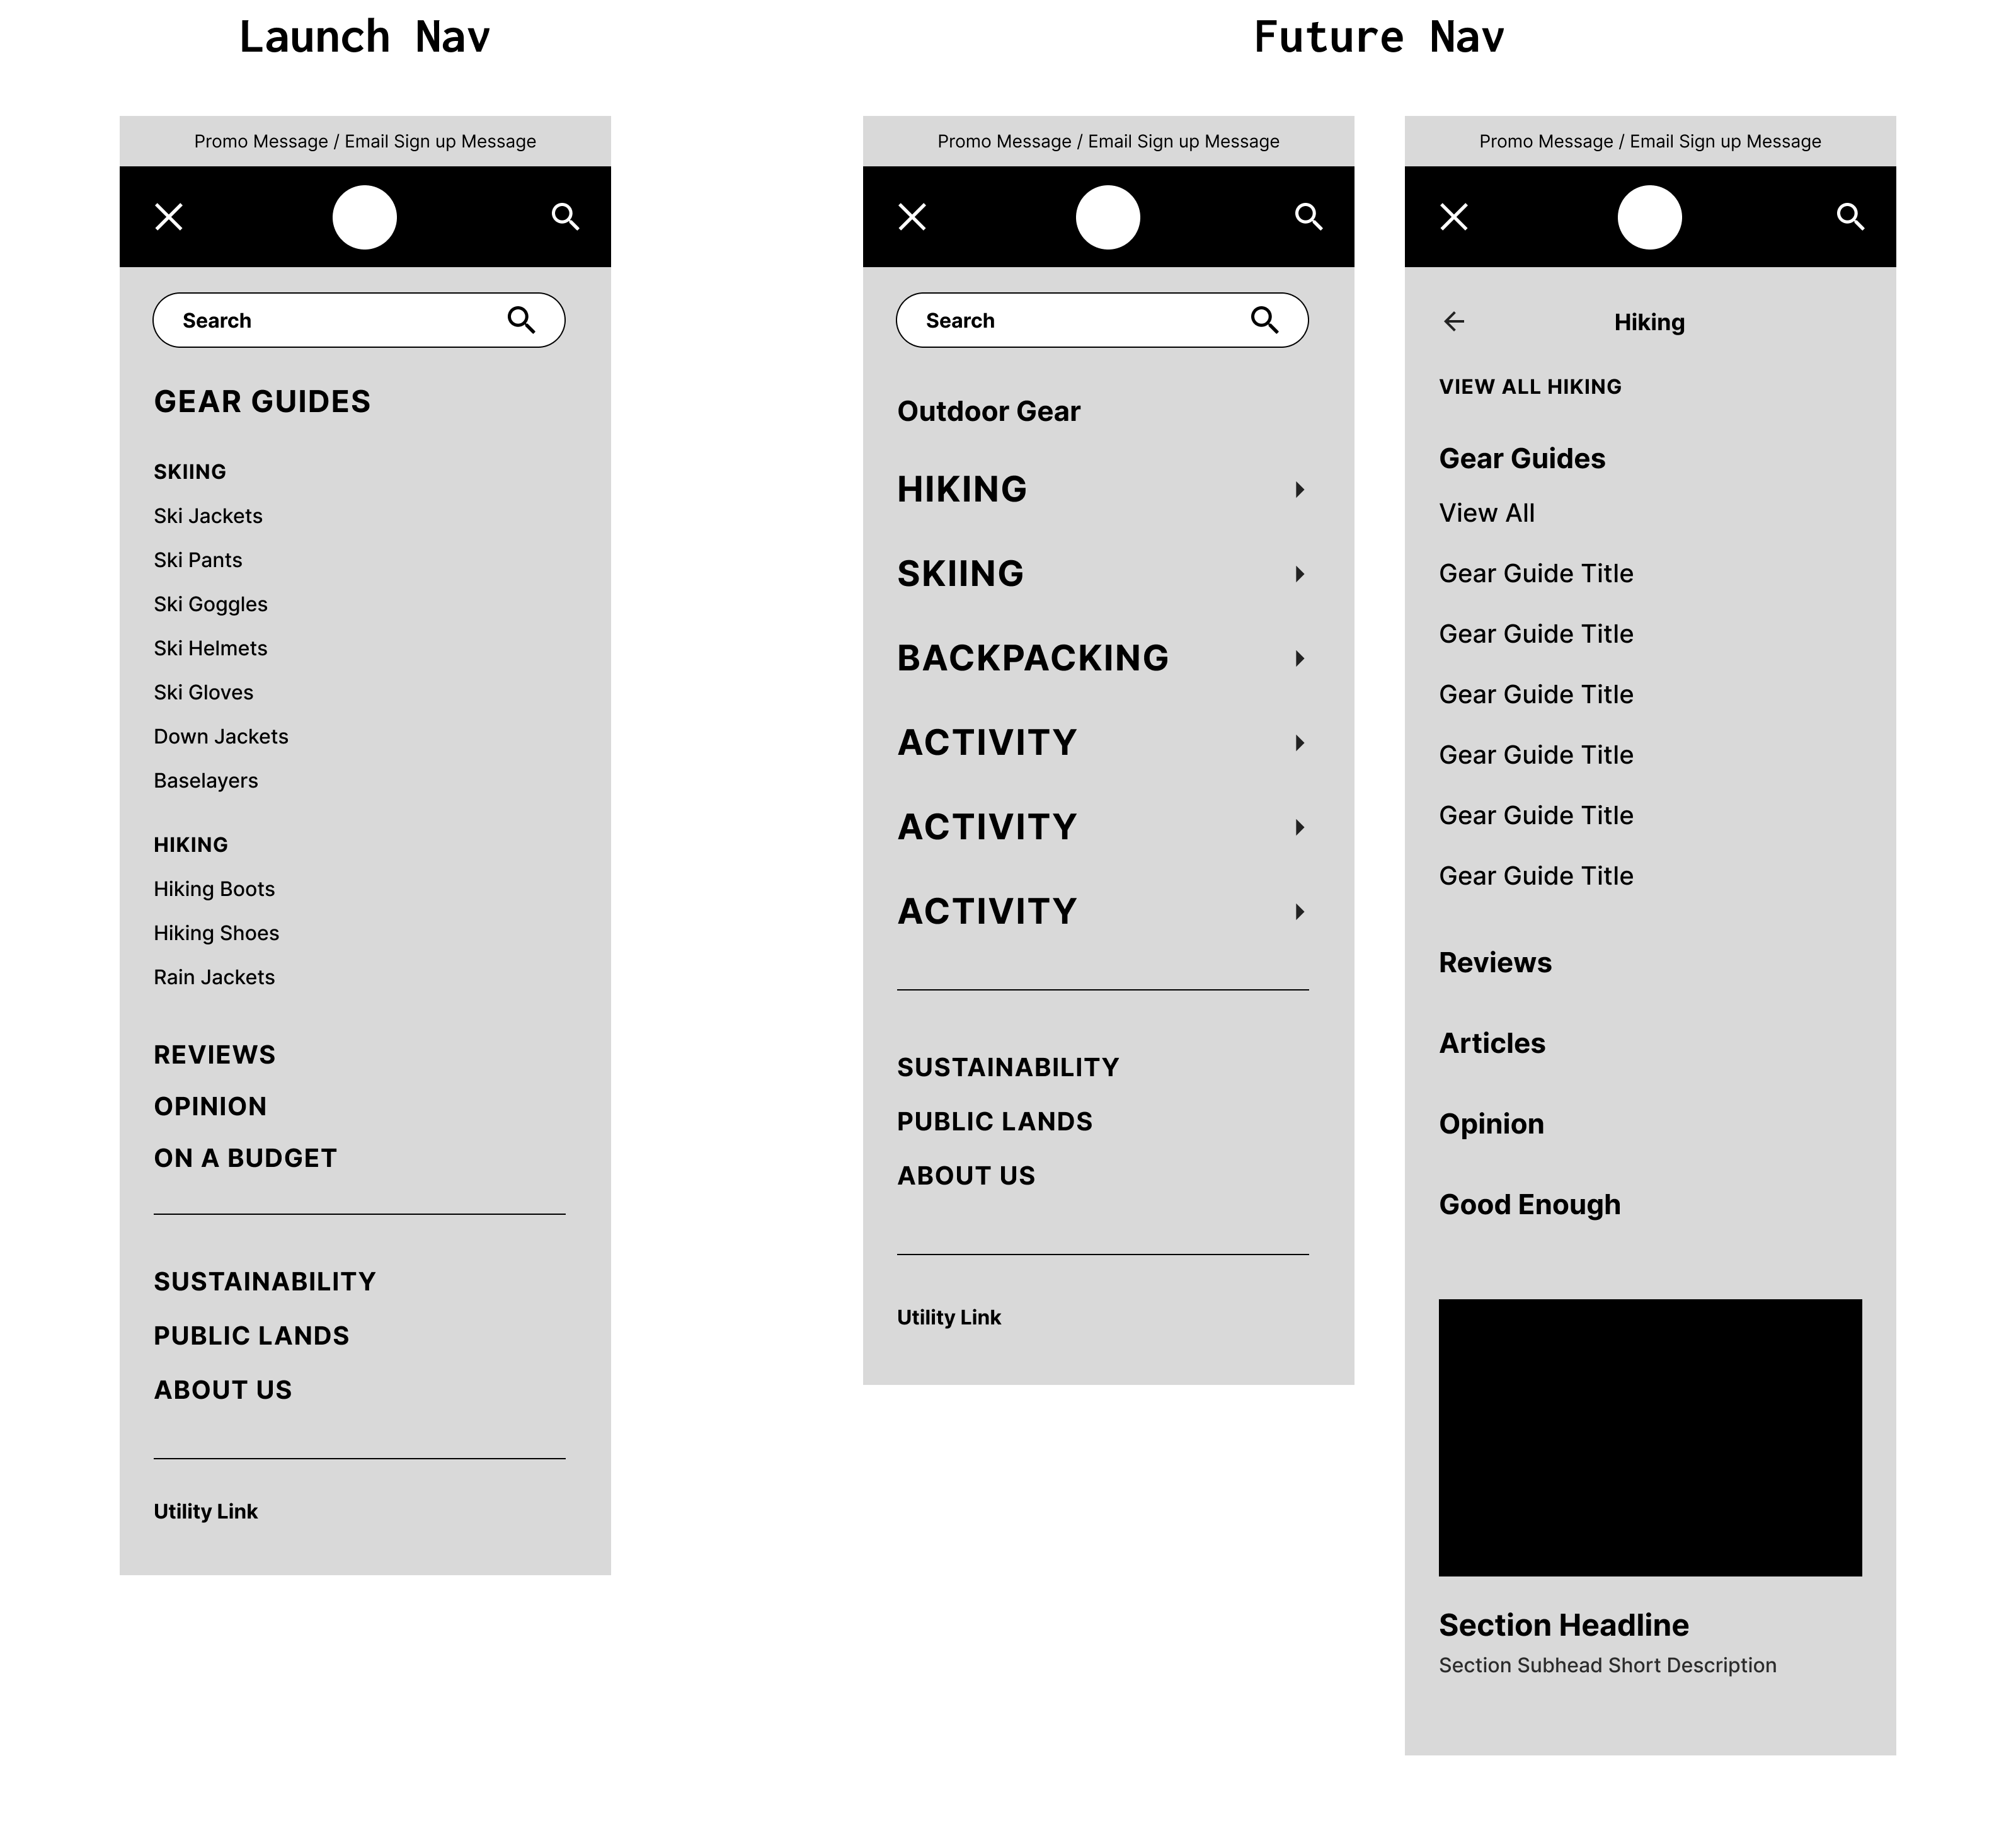 Launch Nav
Promo Message / Email Sign up Message
Search
GEAR GUIDES
SKIING
Ski Jackets
Ski Pants
Ski Goggles
Ski Helmets
Ski Gloves
Down Jackets
Baselayers
HIKING
Hiking Boots
Hiking Shoes
Rain Jackets
REVIEWS
OPINION
ON A BUDGET
SUSTAINABILITY
PUBLIC LANDS
ABOUT US
Utility Link
Future Nav
Promo Message / Email Sign up Message
Search
Outdoor Gear
HIKING
SKIING
BACKPACKING
ACTIVITY
ACTIVITY
ACTIVITY
SUSTAINABILITY
PUBLIC LANDS
ABOUT US
Utility Link
Promo Message / Email Sign up Message
Hiking
VIEW ALL HIKING
Gear Guides
View All
Gear Guide Title
Gear Guide Title
Gear Guide Title
Gear Guide Title
Gear Guide Title
Gear Guide Title
Reviews
Articles
Opinion
Good Enough
Section Headline
Section Subhead Short Description